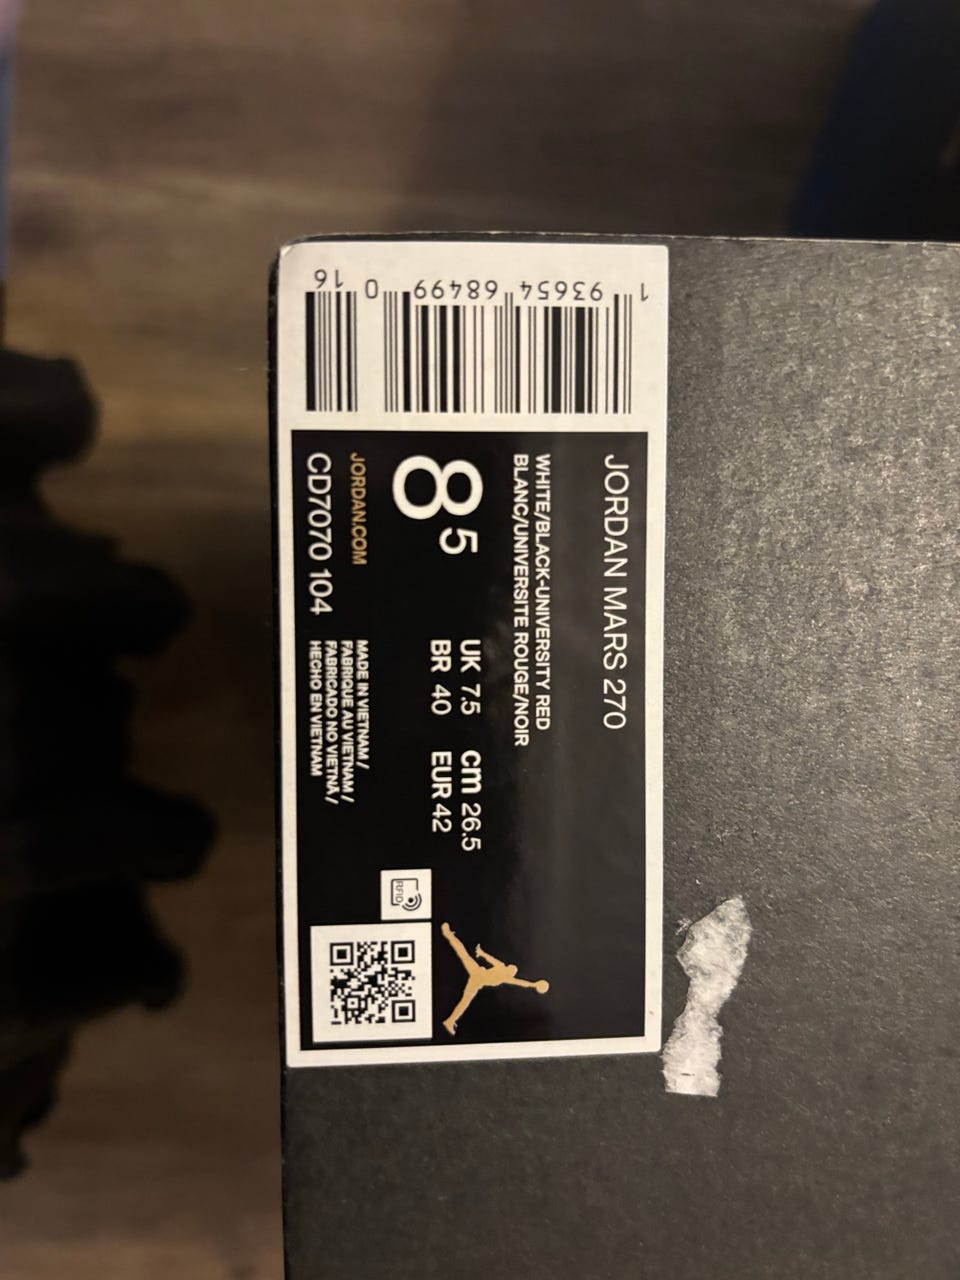 JORDAN MARS 270
WHITE/BLACK-UNIVERSITY RED
BLANC/UNIVERSITE ROUGE/NOIR
8 5
UK 7.5 cm 26.5
BR 40 EUR 42
JORDAN.COM
CD7070 104
MADE IN VIETNAM /
FABRIQUE AU VIETNAM /
FABRICADO NO VIETNÃ /
HECHO EN VIETNAM
RFID
1 93654 68499 0 16